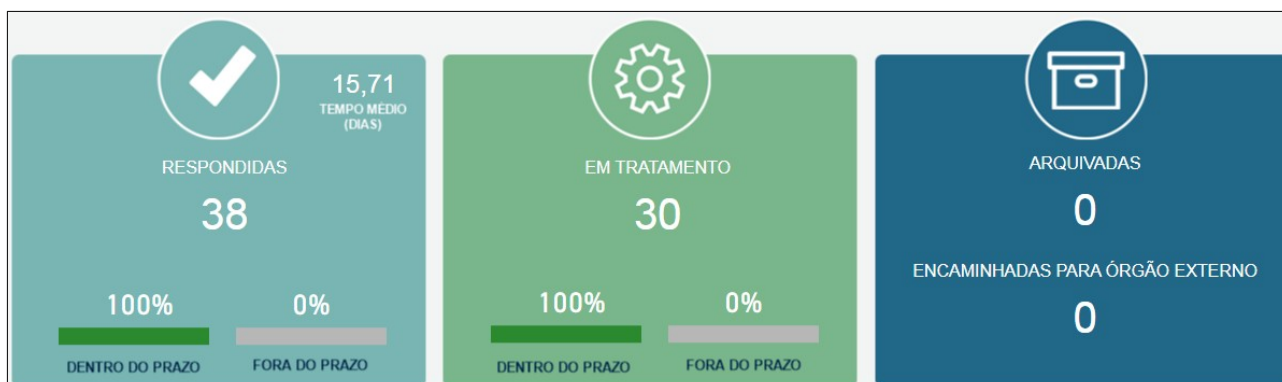 15,71
TEMPO MÉDIO
(DIAS)
RESPONDIDAS
38
100%
0%
DENTRO DO PRAZO
FORA DO PRAZO
EM TRATAMENTO
30
100%
0%
DENTRO DO PRAZO
FORA DO PRAZO
ARQUIVADAS
0
ENCAMINHADAS PARA ÓRGÃO EXTERNO
0